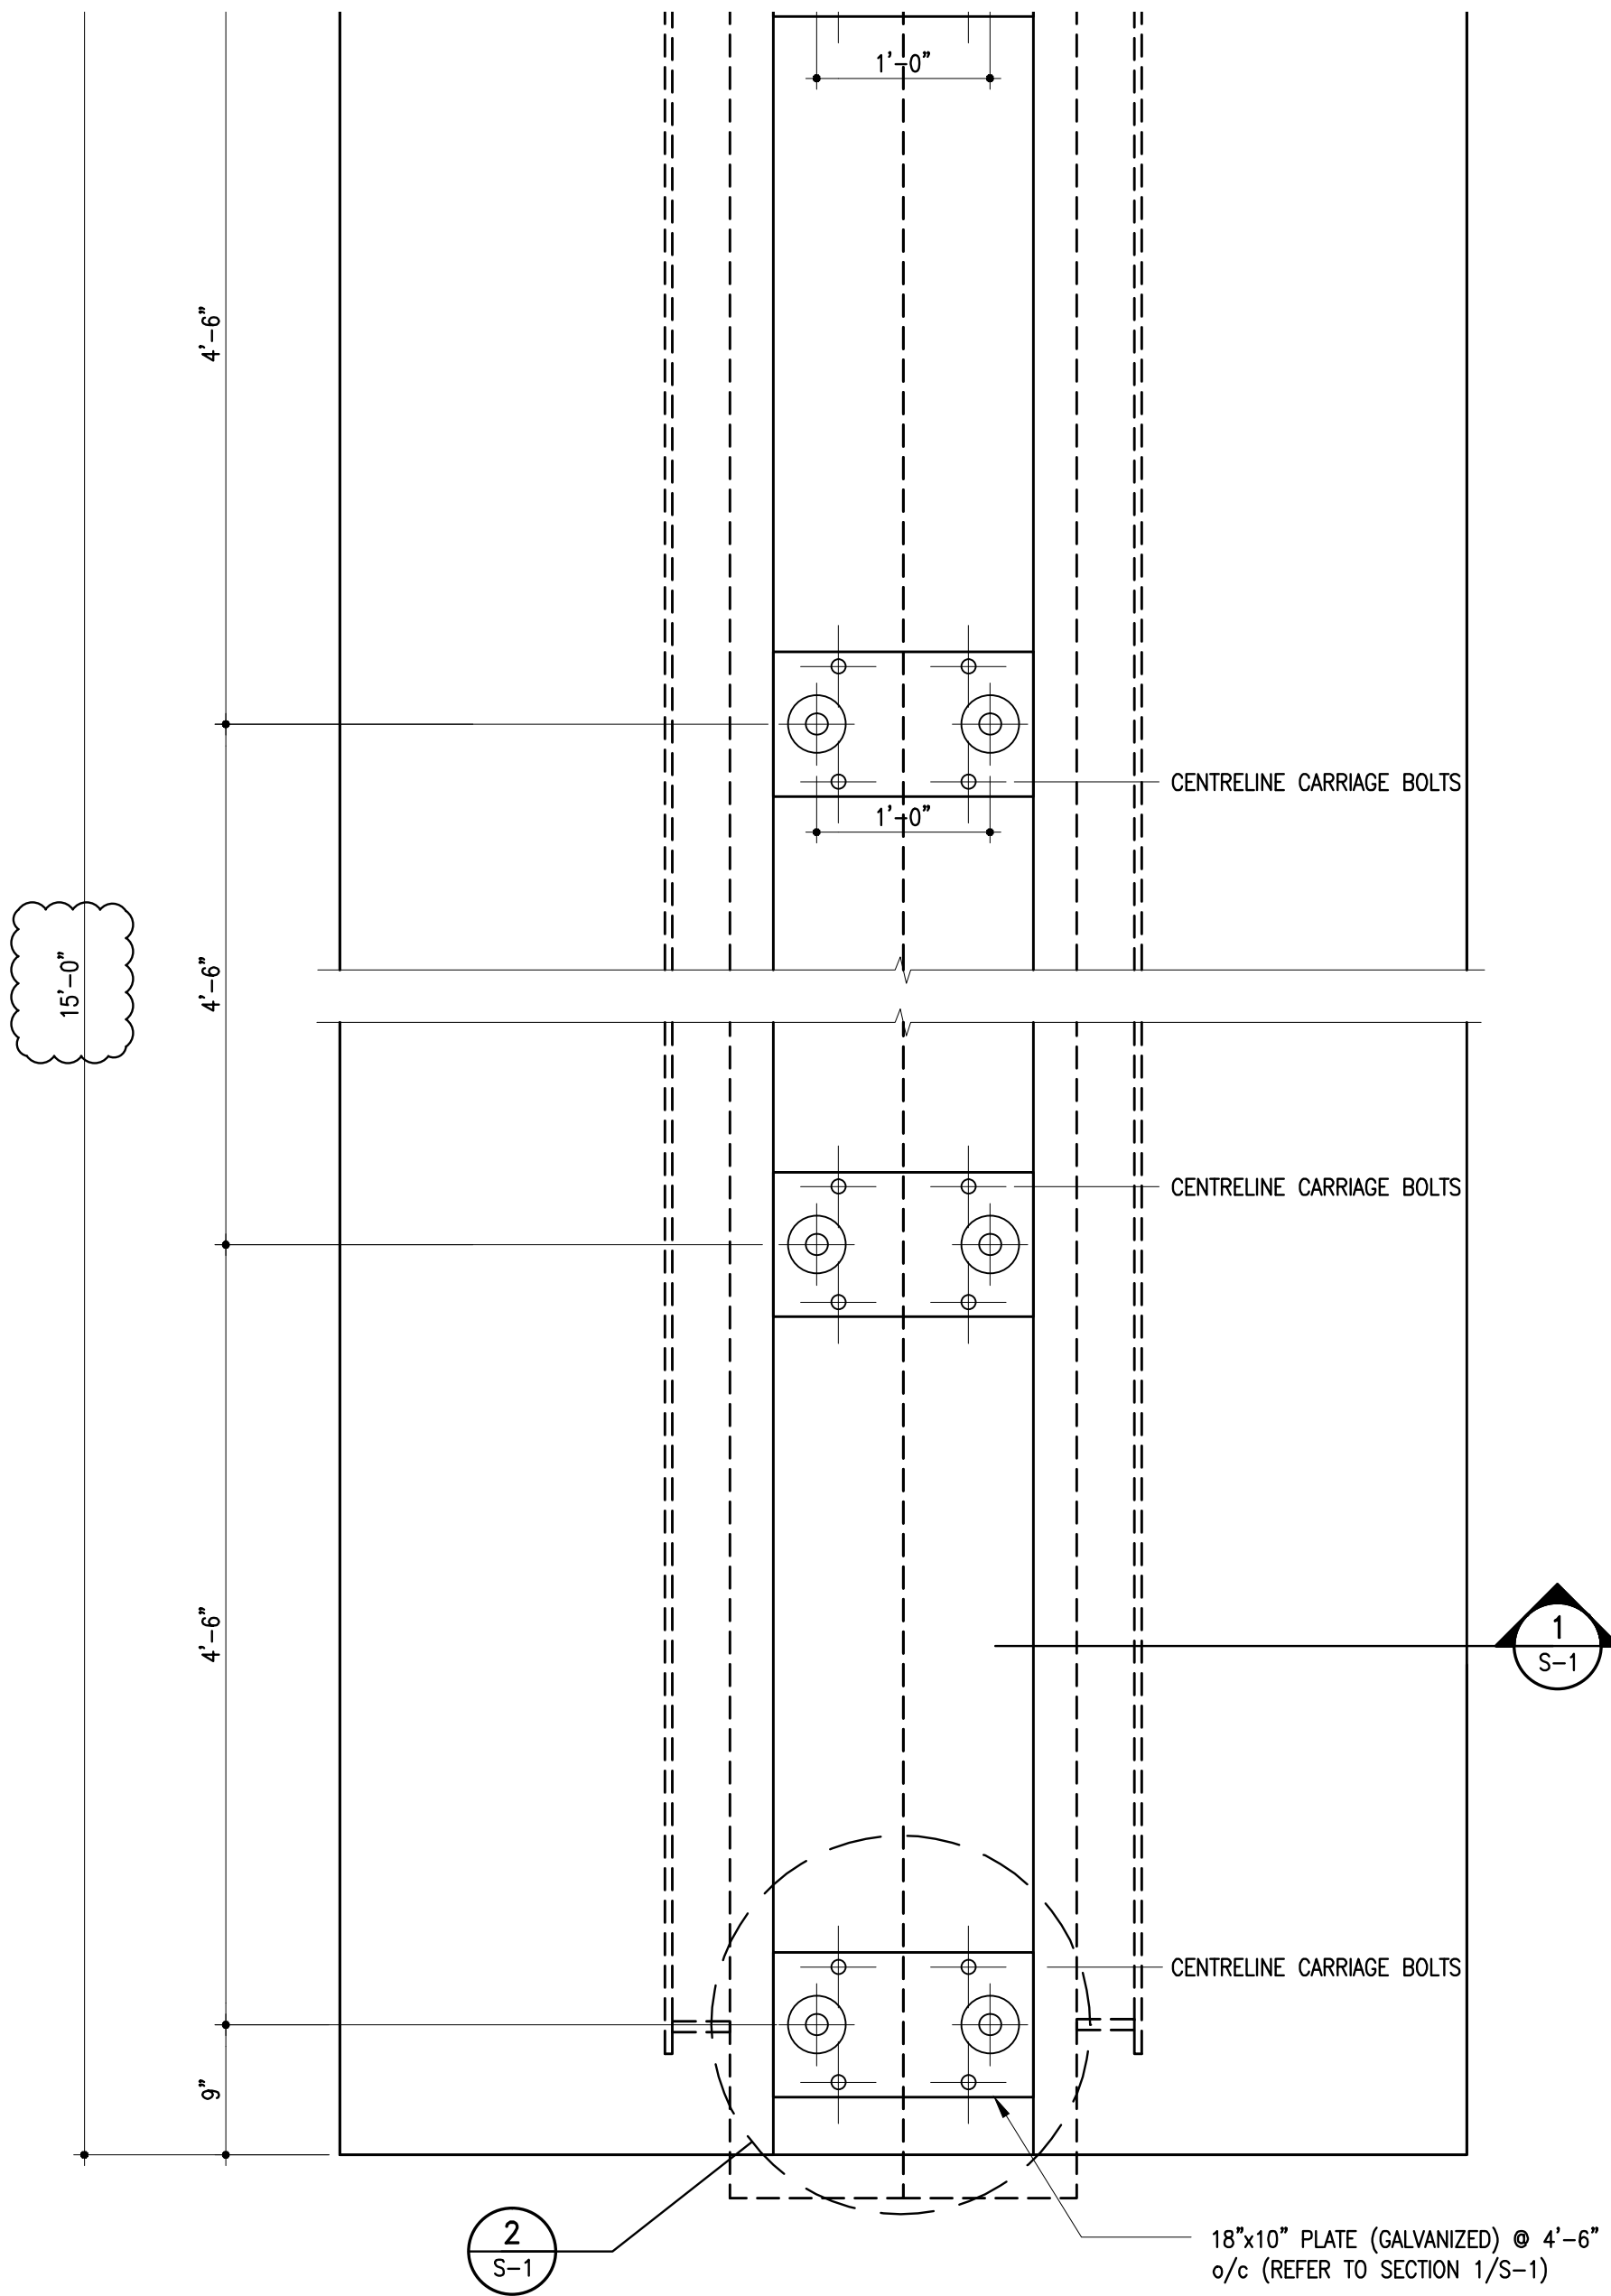 1'-0"
4'-6"
CENTRELINE CARRIAGE BOLTS
1'-0"
15'-0"
4'-6"
CENTRELINE CARRIAGE BOLTS
4'-6"
1
S-1
CENTRELINE CARRIAGE BOLTS
9"
2
S-1
18"x10" PLATE (GALVANIZED) @ 4'-6"
o/c (REFER TO SECTION 1/S-1)